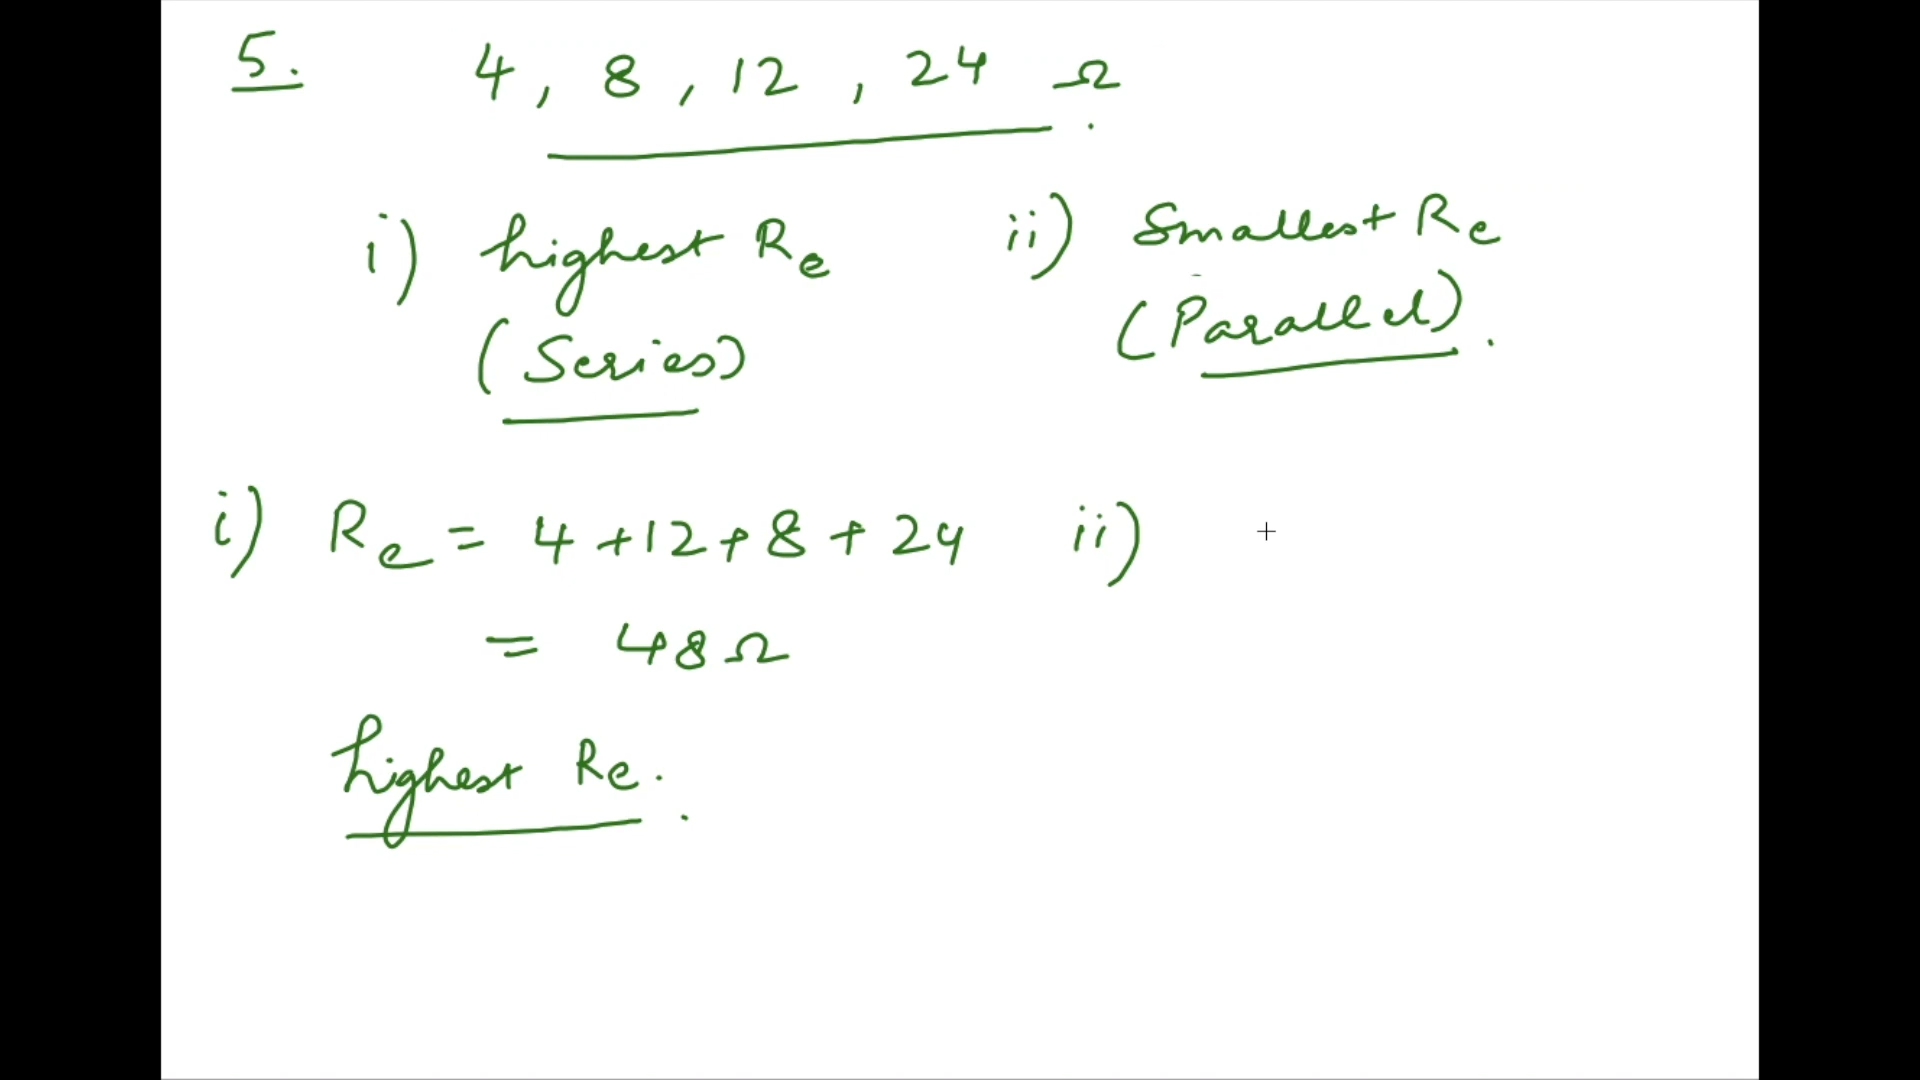 5. 4, 8, 12, 24 Ω.
i) highest Re ii) Smallest Re
(Series) (Parallel).
i) Re = 4 + 12 + 8 + 24 ii)
= 48 Ω
highest Re.